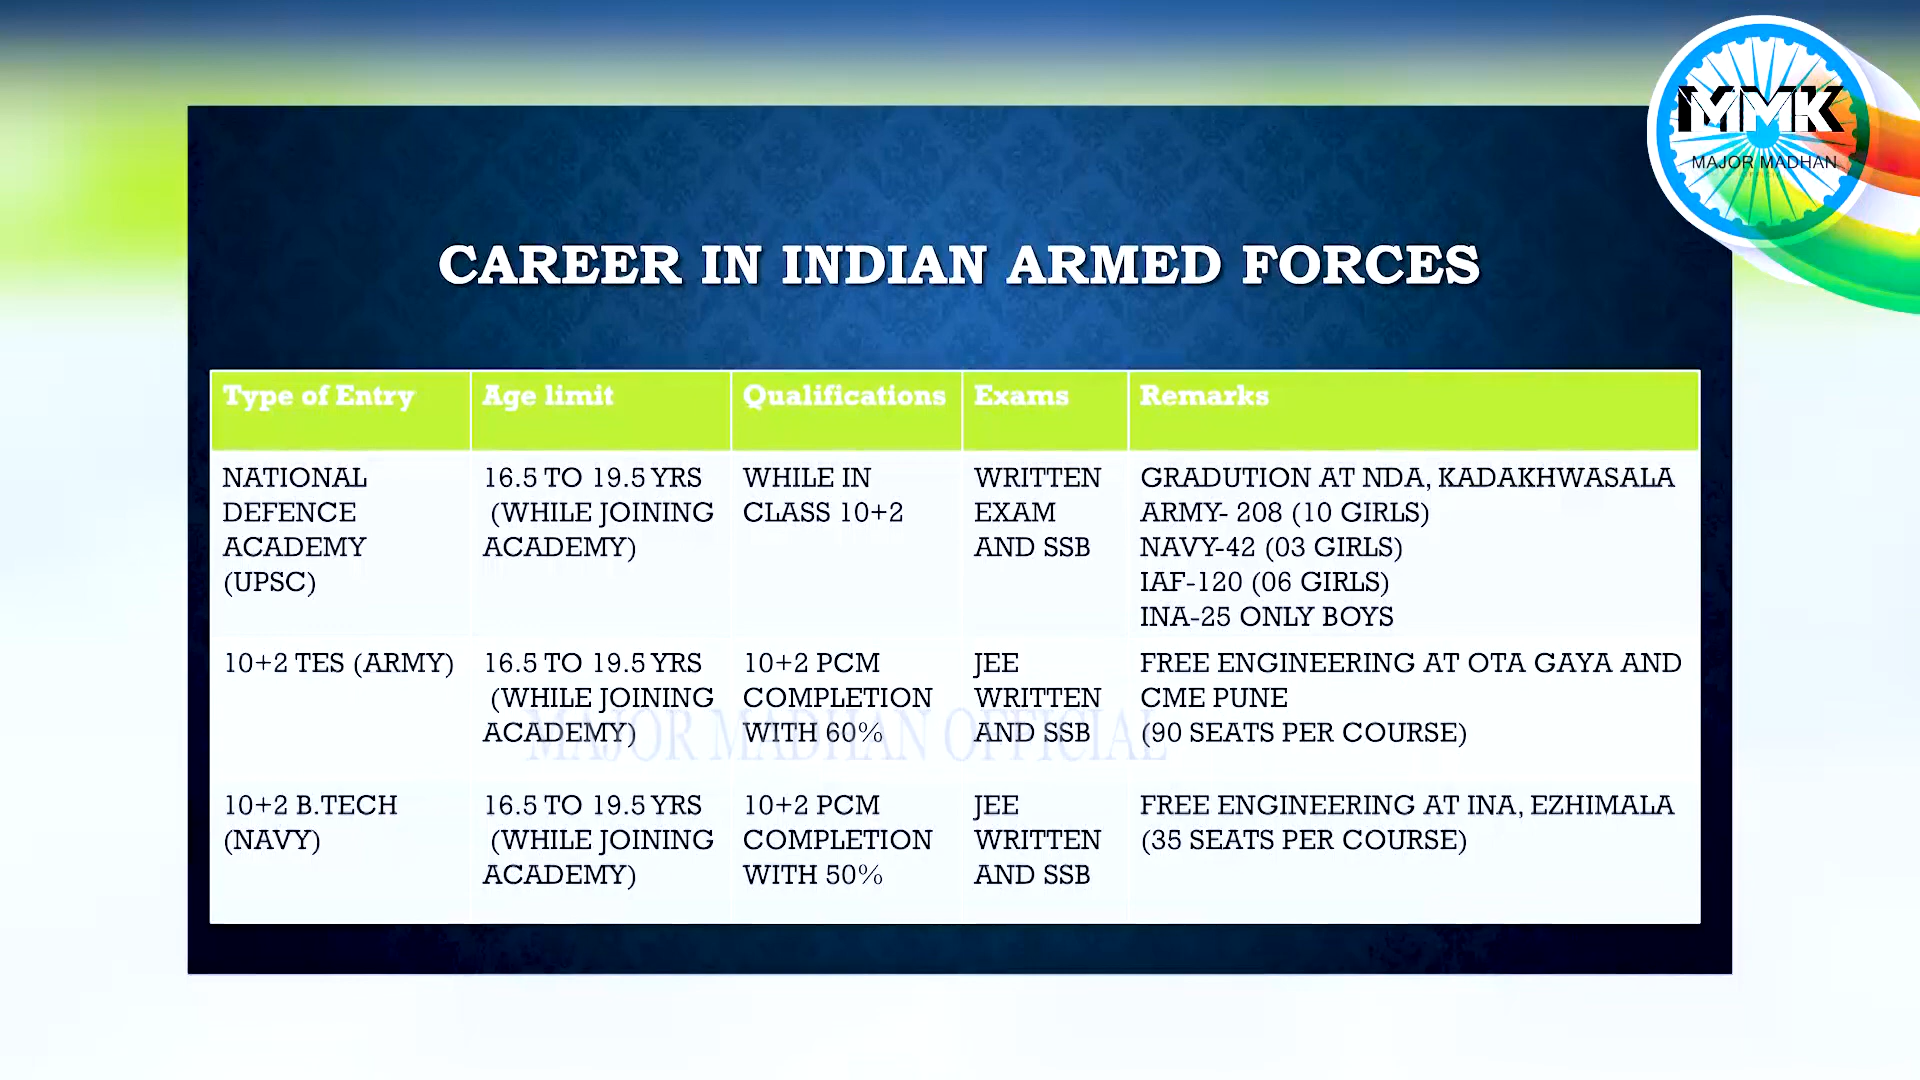 MMK
MAJOR MADHAN
CAREER IN INDIAN ARMED FORCES
Type of Entry
Age limit
Qualifications
Exams
Remarks
NATIONAL
DEFENCE
ACADEMY
(UPSC)
16.5 TO 19.5 YRS
(WHILE JOINING
ACADEMY)
WHILE IN
CLASS 10+2
WRITTEN
EXAM
AND SSB
GRADUTION AT NDA, KADAKHWASALA
ARMY- 208 (10 GIRLS)
NAVY-42 (03 GIRLS)
IAF-120 (06 GIRLS)
INA-25 ONLY BOYS
10+2 TES (ARMY)
16.5 TO 19.5 YRS
(WHILE JOINING
ACADEMY)
10+2 PCM
COMPLETION
WITH 60%
JEE
WRITTEN
AND SSB
FREE ENGINEERING AT OTA GAYA AND
CME PUNE
(90 SEATS PER COURSE)
MAJOR MADHAN OFFICIAL
10+2 B.TECH
(NAVY)
16.5 TO 19.5 YRS
(WHILE JOINING
ACADEMY)
10+2 PCM
COMPLETION
WITH 50%
JEE
WRITTEN
AND SSB
FREE ENGINEERING AT INA, EZHIMALA
(35 SEATS PER COURSE)